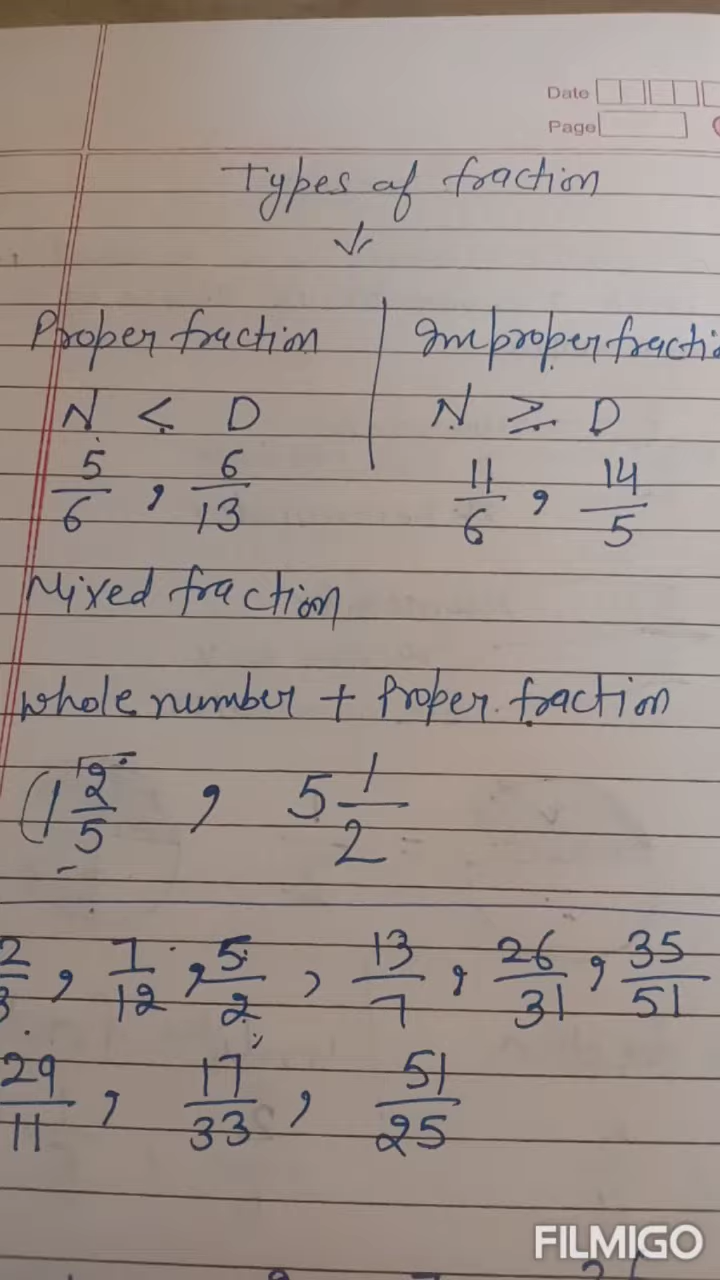 Date
Page
Types of fraction
Proper fraction | Improper fracti
N < D    N ≥ D
5/6 , 6/13    11/6 , 14/5
Mixed fraction
whole number + Proper fraction
(1 2/5 , 5 1/2
2/3 , 7/12 , 5/2 , 13/7 , 26/31 , 35/51
29/11 , 17/33 , 51/25
FILMIGO